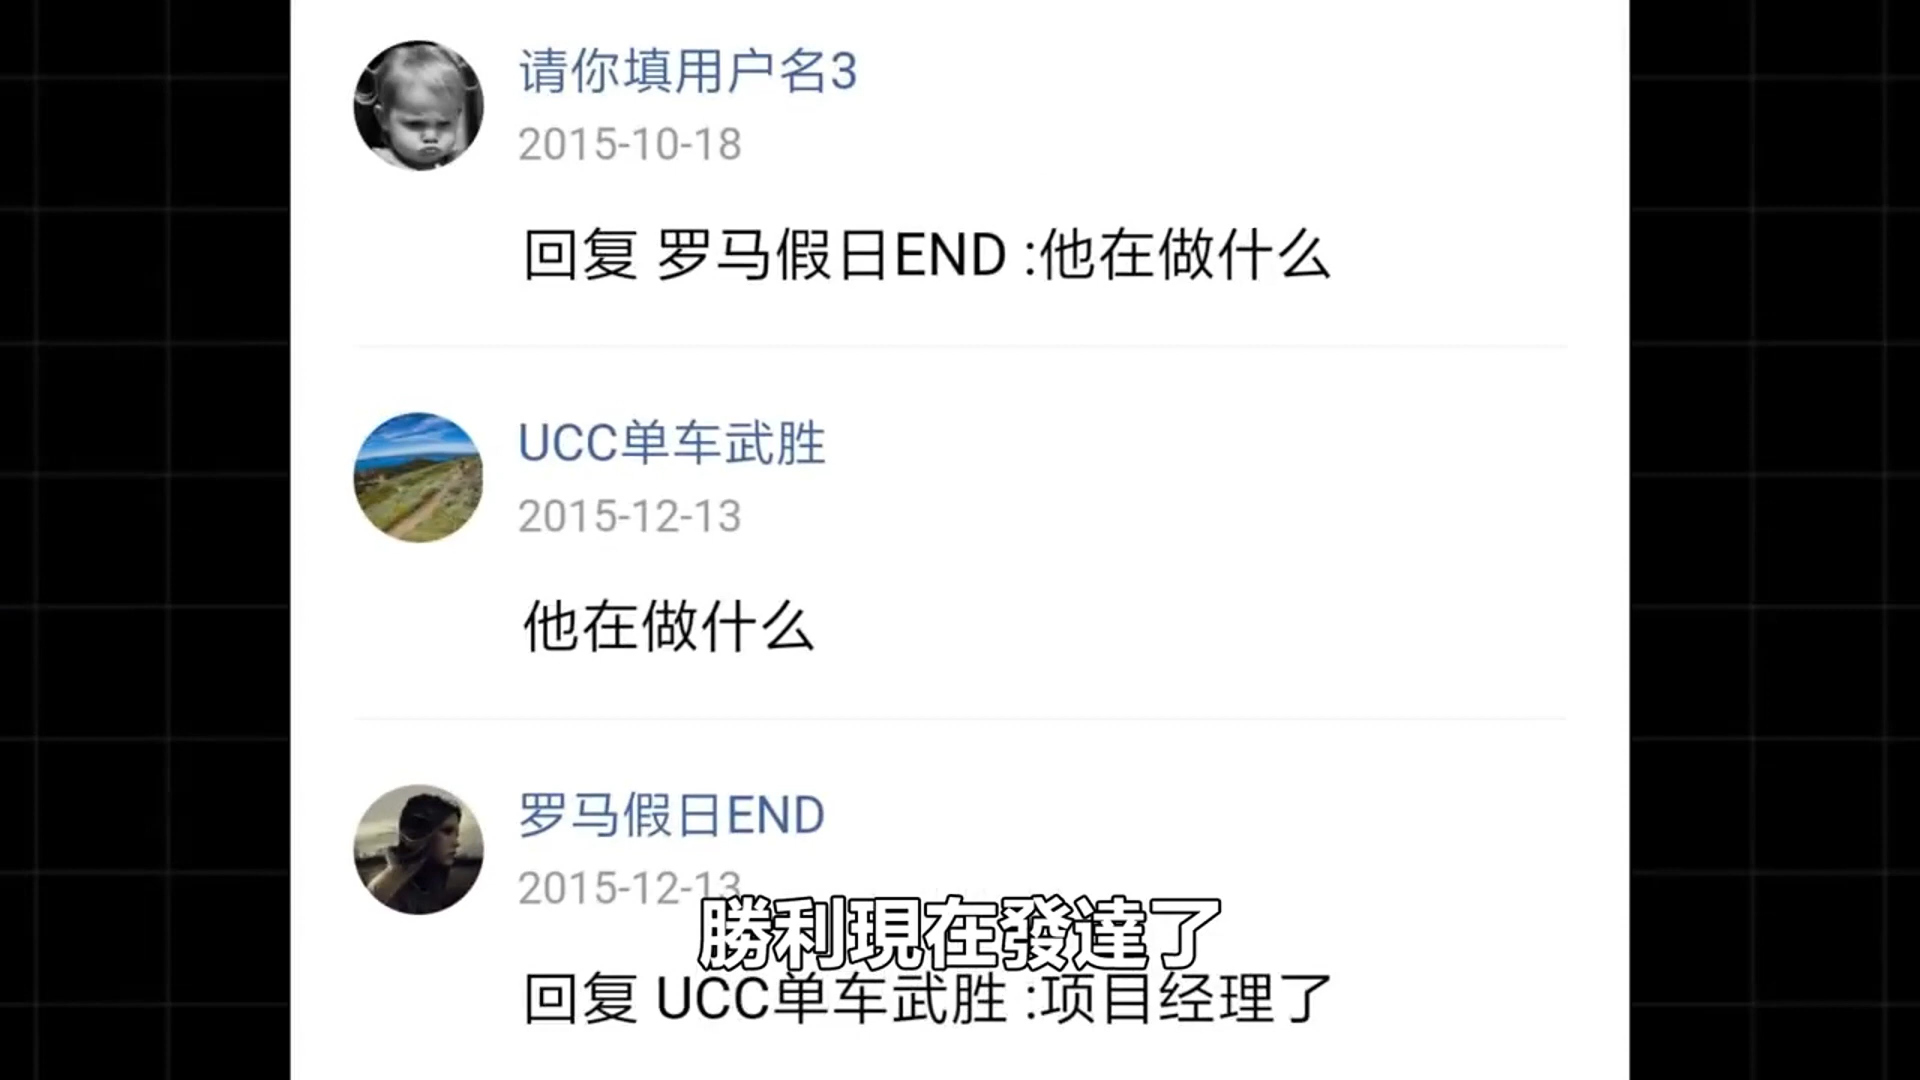 请你填用户名3
2015-10-18
回复 罗马假日END :他在做什么
UCC单车武胜
2015-12-13
他在做什么
罗马假日END
2015-12-13
勝利現在發達了
回复 UCC单车武胜 :项目经理了